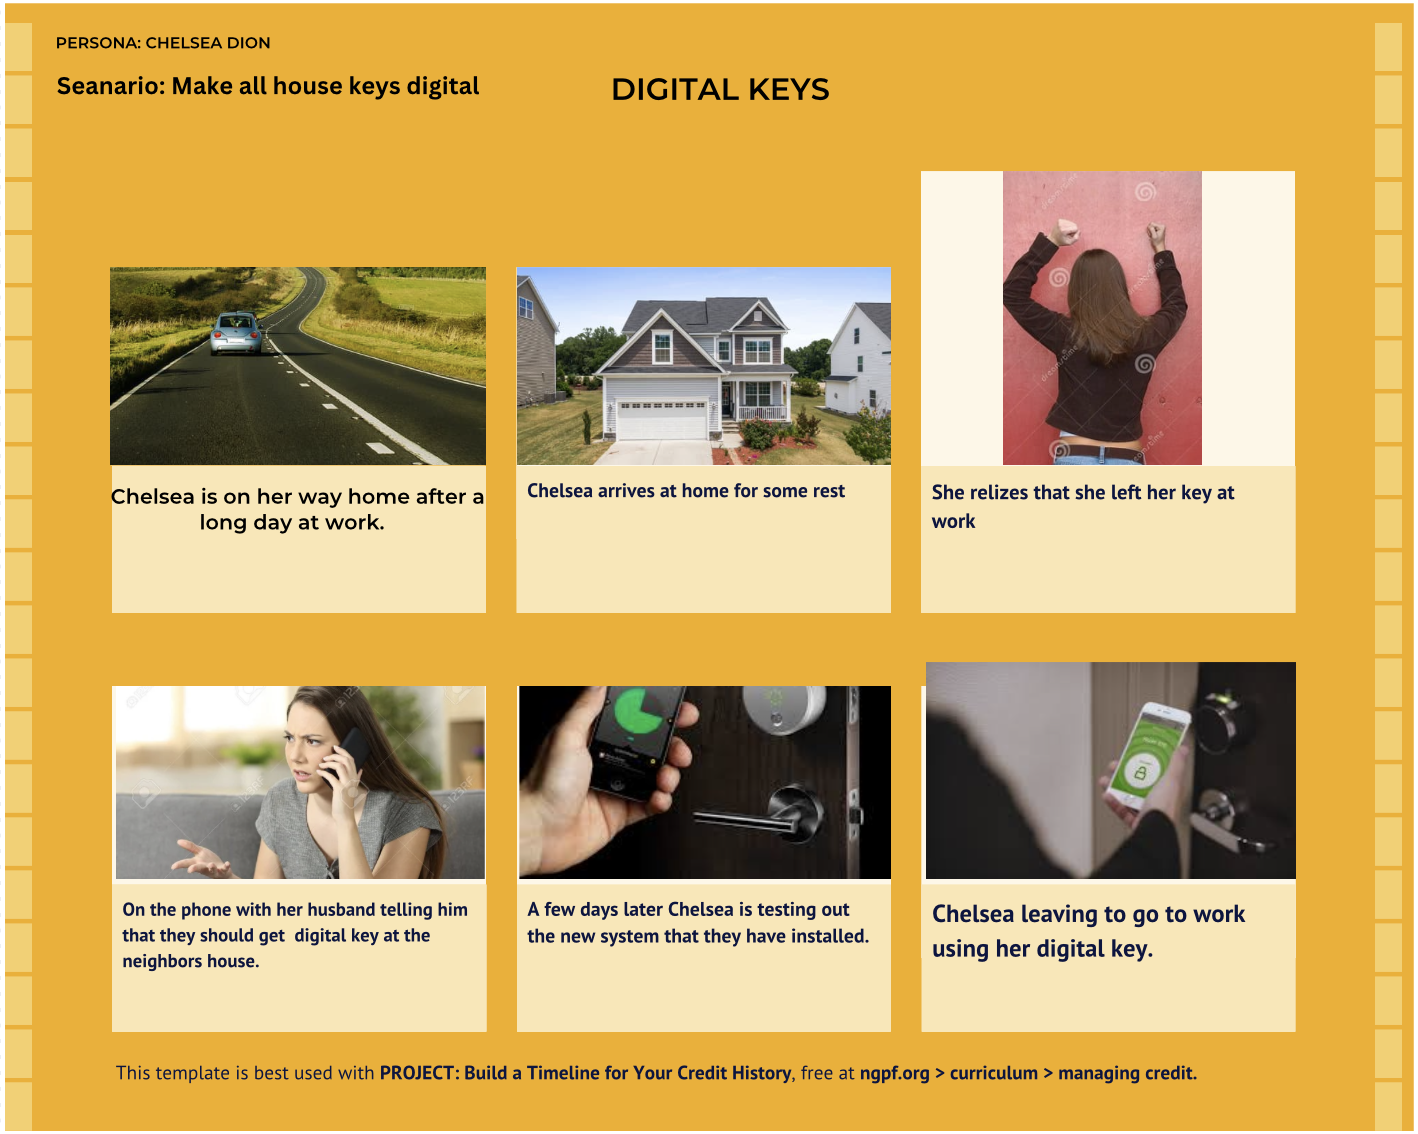 PERSONA: CHELSEA DION
Seanario: Make all house keys digital
DIGITAL KEYS
Chelsea is on her way home after a
long day at work.
Chelsea arrives at home for some rest
She relizes that she left her key at
work
On the phone with her husband telling him
that they should get  digital key at the
neighbors house.
A few days later Chelsea is testing out
the new system that they have installed.
Chelsea leaving to go to work
using her digital key.
This template is best used with PROJECT: Build a Timeline for Your Credit History, free at ngpf.org > curriculum > managing credit.